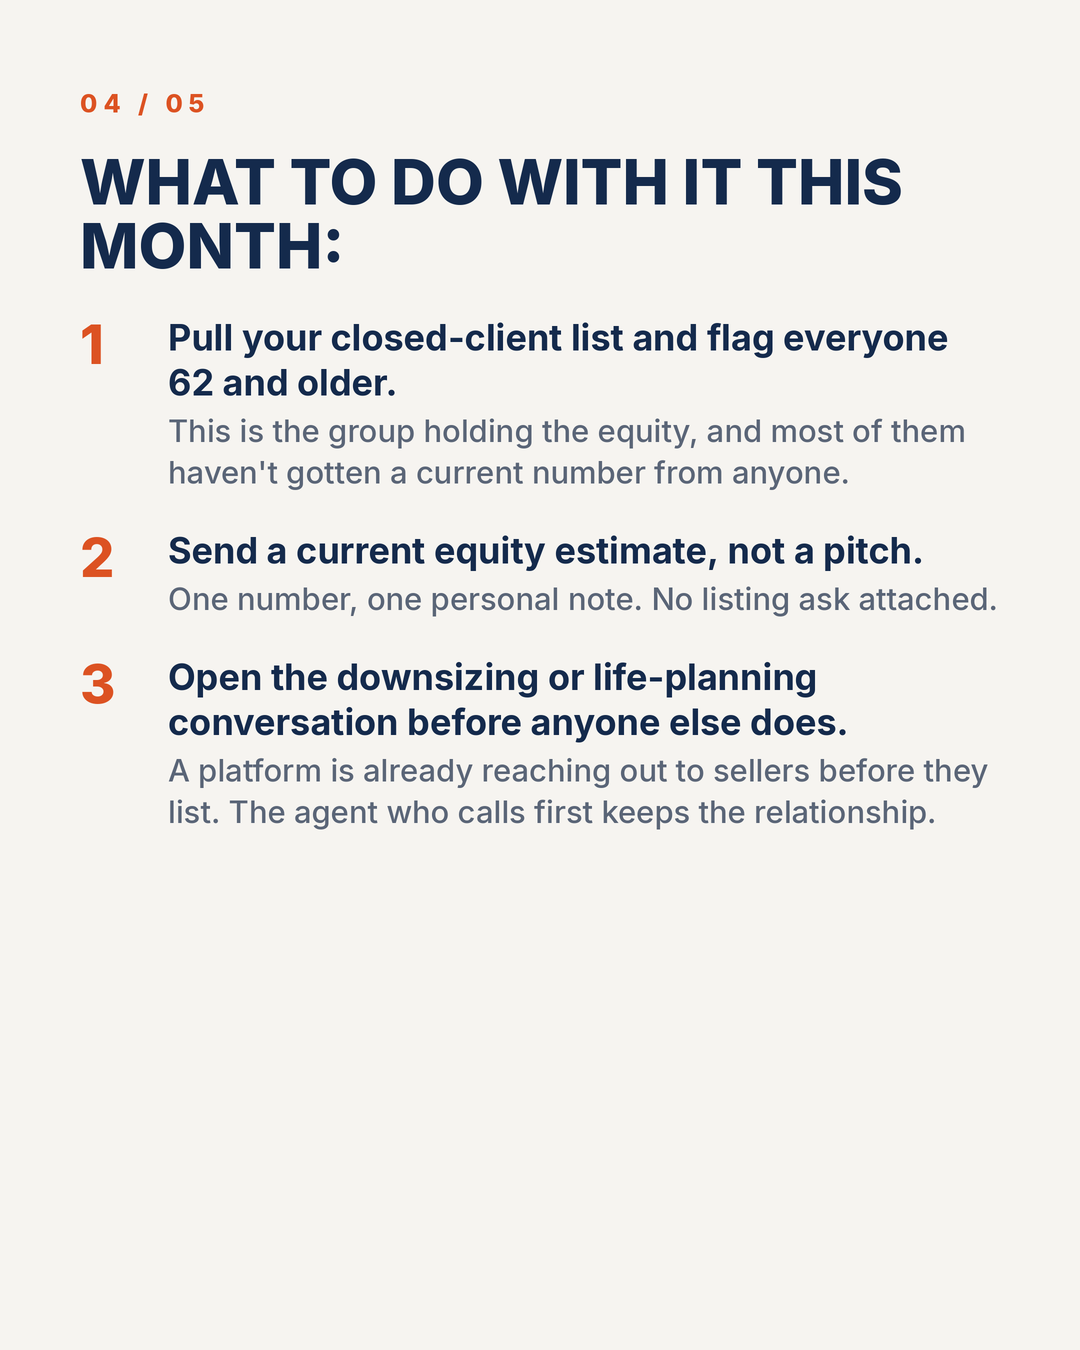 04 / 05
WHAT TO DO WITH IT THIS
MONTH:
1
Pull your closed-client list and flag everyone
62 and older.
This is the group holding the equity, and most of them
haven't gotten a current number from anyone.
2
Send a current equity estimate, not a pitch.
One number, one personal note. No listing ask attached.
3
Open the downsizing or life-planning
conversation before anyone else does.
A platform is already reaching out to sellers before they
list. The agent who calls first keeps the relationship.